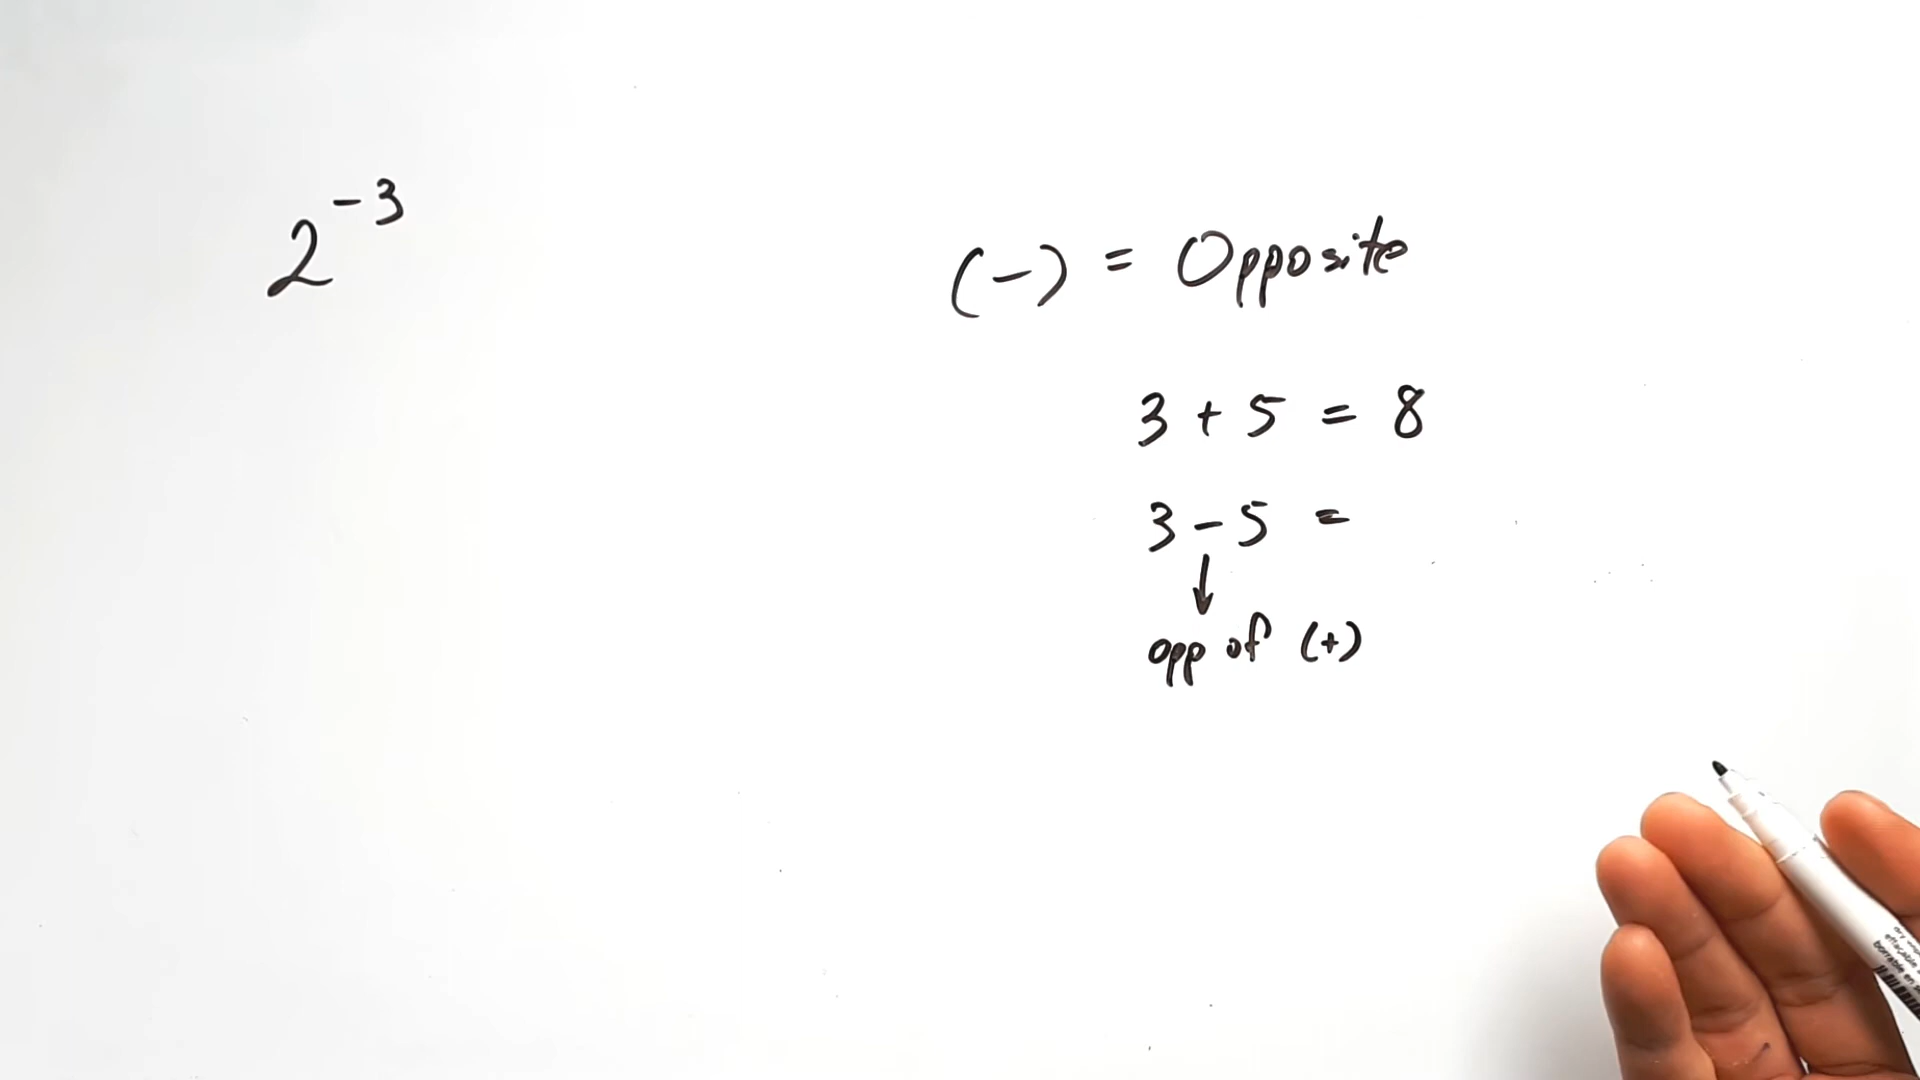 2⁻³
(-) = Opposite
3 + 5 = 8
3 - 5 =
↓
opp of (+)